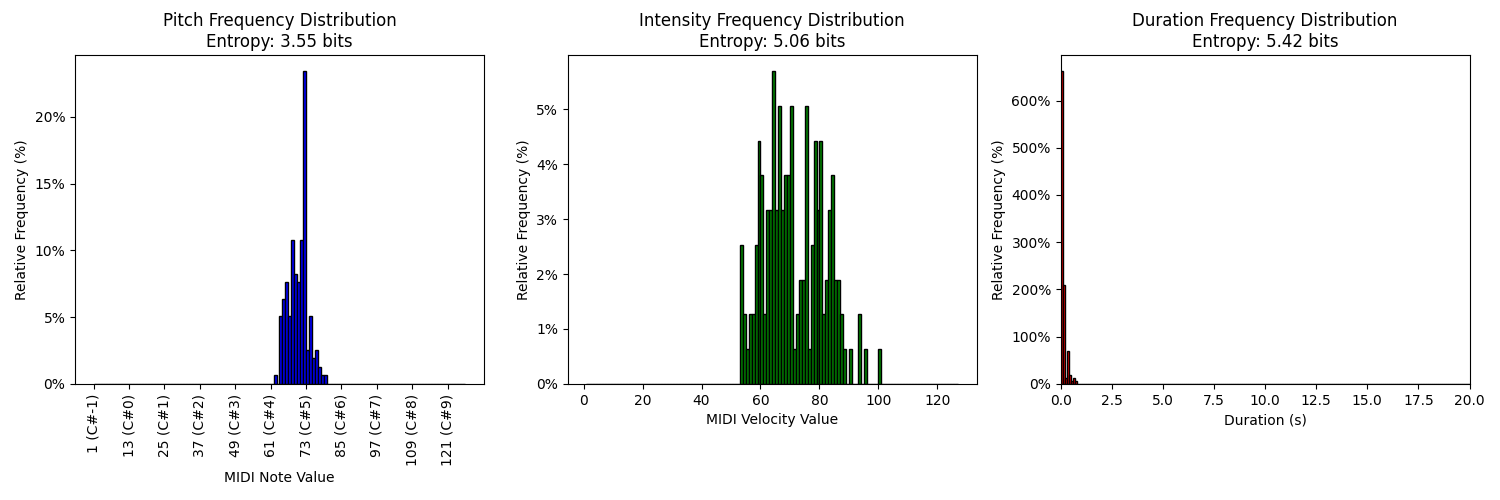 Pitch Frequency Distribution
Entropy: 3.55 bits
Relative Frequency (%)
20%
15%
10%
5%
0%
1 (C#-1)
13 (C#0)
25 (C#1)
37 (C#2)
49 (C#3)
61 (C#4)
73 (C#5)
85 (C#6)
97 (C#7)
109 (C#8)
121 (C#9)
MIDI Note Value
Intensity Frequency Distribution
Entropy: 5.06 bits
Relative Frequency (%)
5%
4%
3%
2%
1%
0%
0 20 40 60 80 100 120
MIDI Velocity Value
Duration Frequency Distribution
Entropy: 5.42 bits
Relative Frequency (%)
600%
500%
400%
300%
200%
100%
0%
0.0 2.5 5.0 7.5 10.0 12.5 15.0 17.5 20.0
Duration (s)